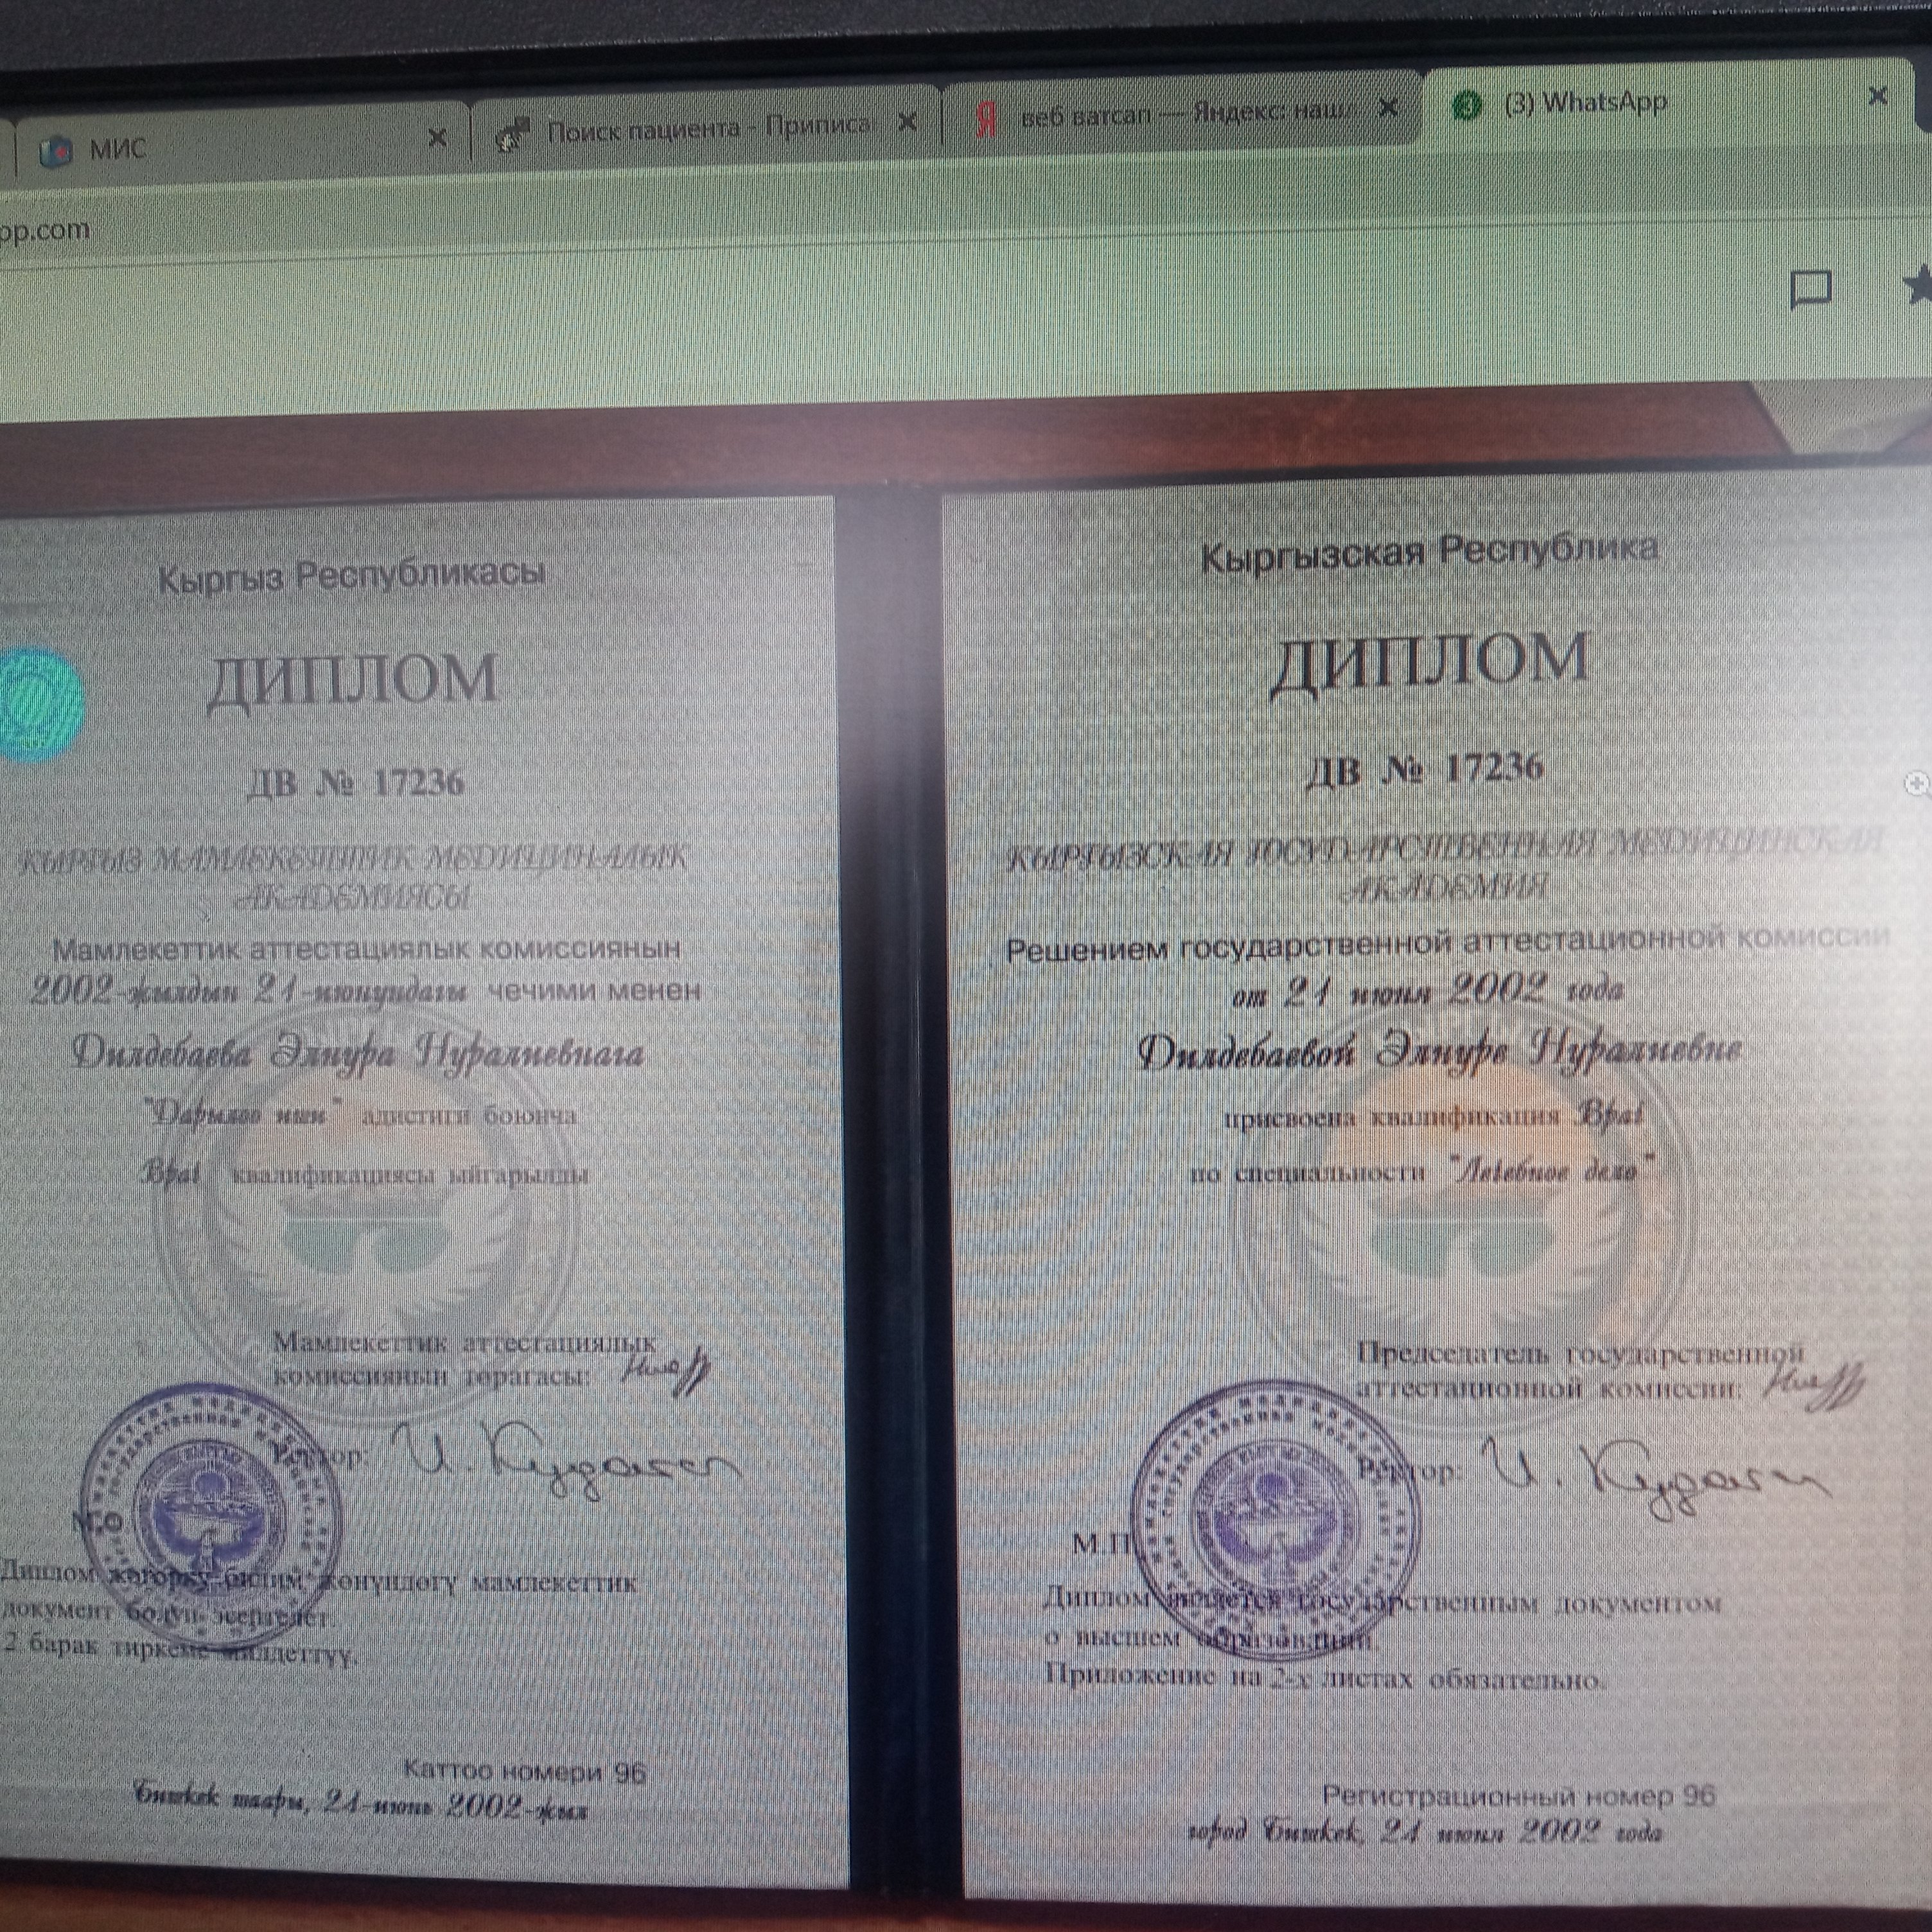 МИС
Поиск пациента - Приписа
веб ватсап — Яндекс: наш
(3) WhatsApp
pp.com
Кыргыз Республикасы
ДИПЛОМ
ДВ № 17236
КЫРГЫЗ МАМЛЕКЕТТИК МЕДИЦИНАЛЫК
АКАДЕМИЯСЫ
Мамлекеттик аттестациялык комиссиянын
2002-жылдын 21-июнундагы чечими менен
Дилдебаева Элнура Нуралиевнага
"Дарылоо иши" адистиги боюнча
Врач квалификациясы ыйгарылды
Мамлекеттик аттестациялык
комиссиянын торагасы:
Ректор:
М.О
Диплом жогорку билим жонундогу мамлекеттик
документ болуп эсептелет.
2 барак тиркеме милдеттүү.
Каттоо номери 96
Бишкек шаары, 21-июнь 2002-жыл
Кыргызская Республика
ДИПЛОМ
ДВ № 17236
КЫРГЫЗСКАЯ ГОСУДАРСТВЕННАЯ МЕДИЦИНСКАЯ
АКАДЕМИЯ
Решением государственной аттестационной комиссии
от 21 июня 2002 года
Дилдебаевой Элнуре Нуралиевне
присвоена квалификация Врач
по специальности "Лечебное дело"
Председатель государственной
аттестационной комиссии:
Ректор:
М.П
Диплом является государственным документом
о высшем образовании.
Приложение на 2-х листах обязательно.
Регистрационный номер 96
город Бишкек, 21 июня 2002 года